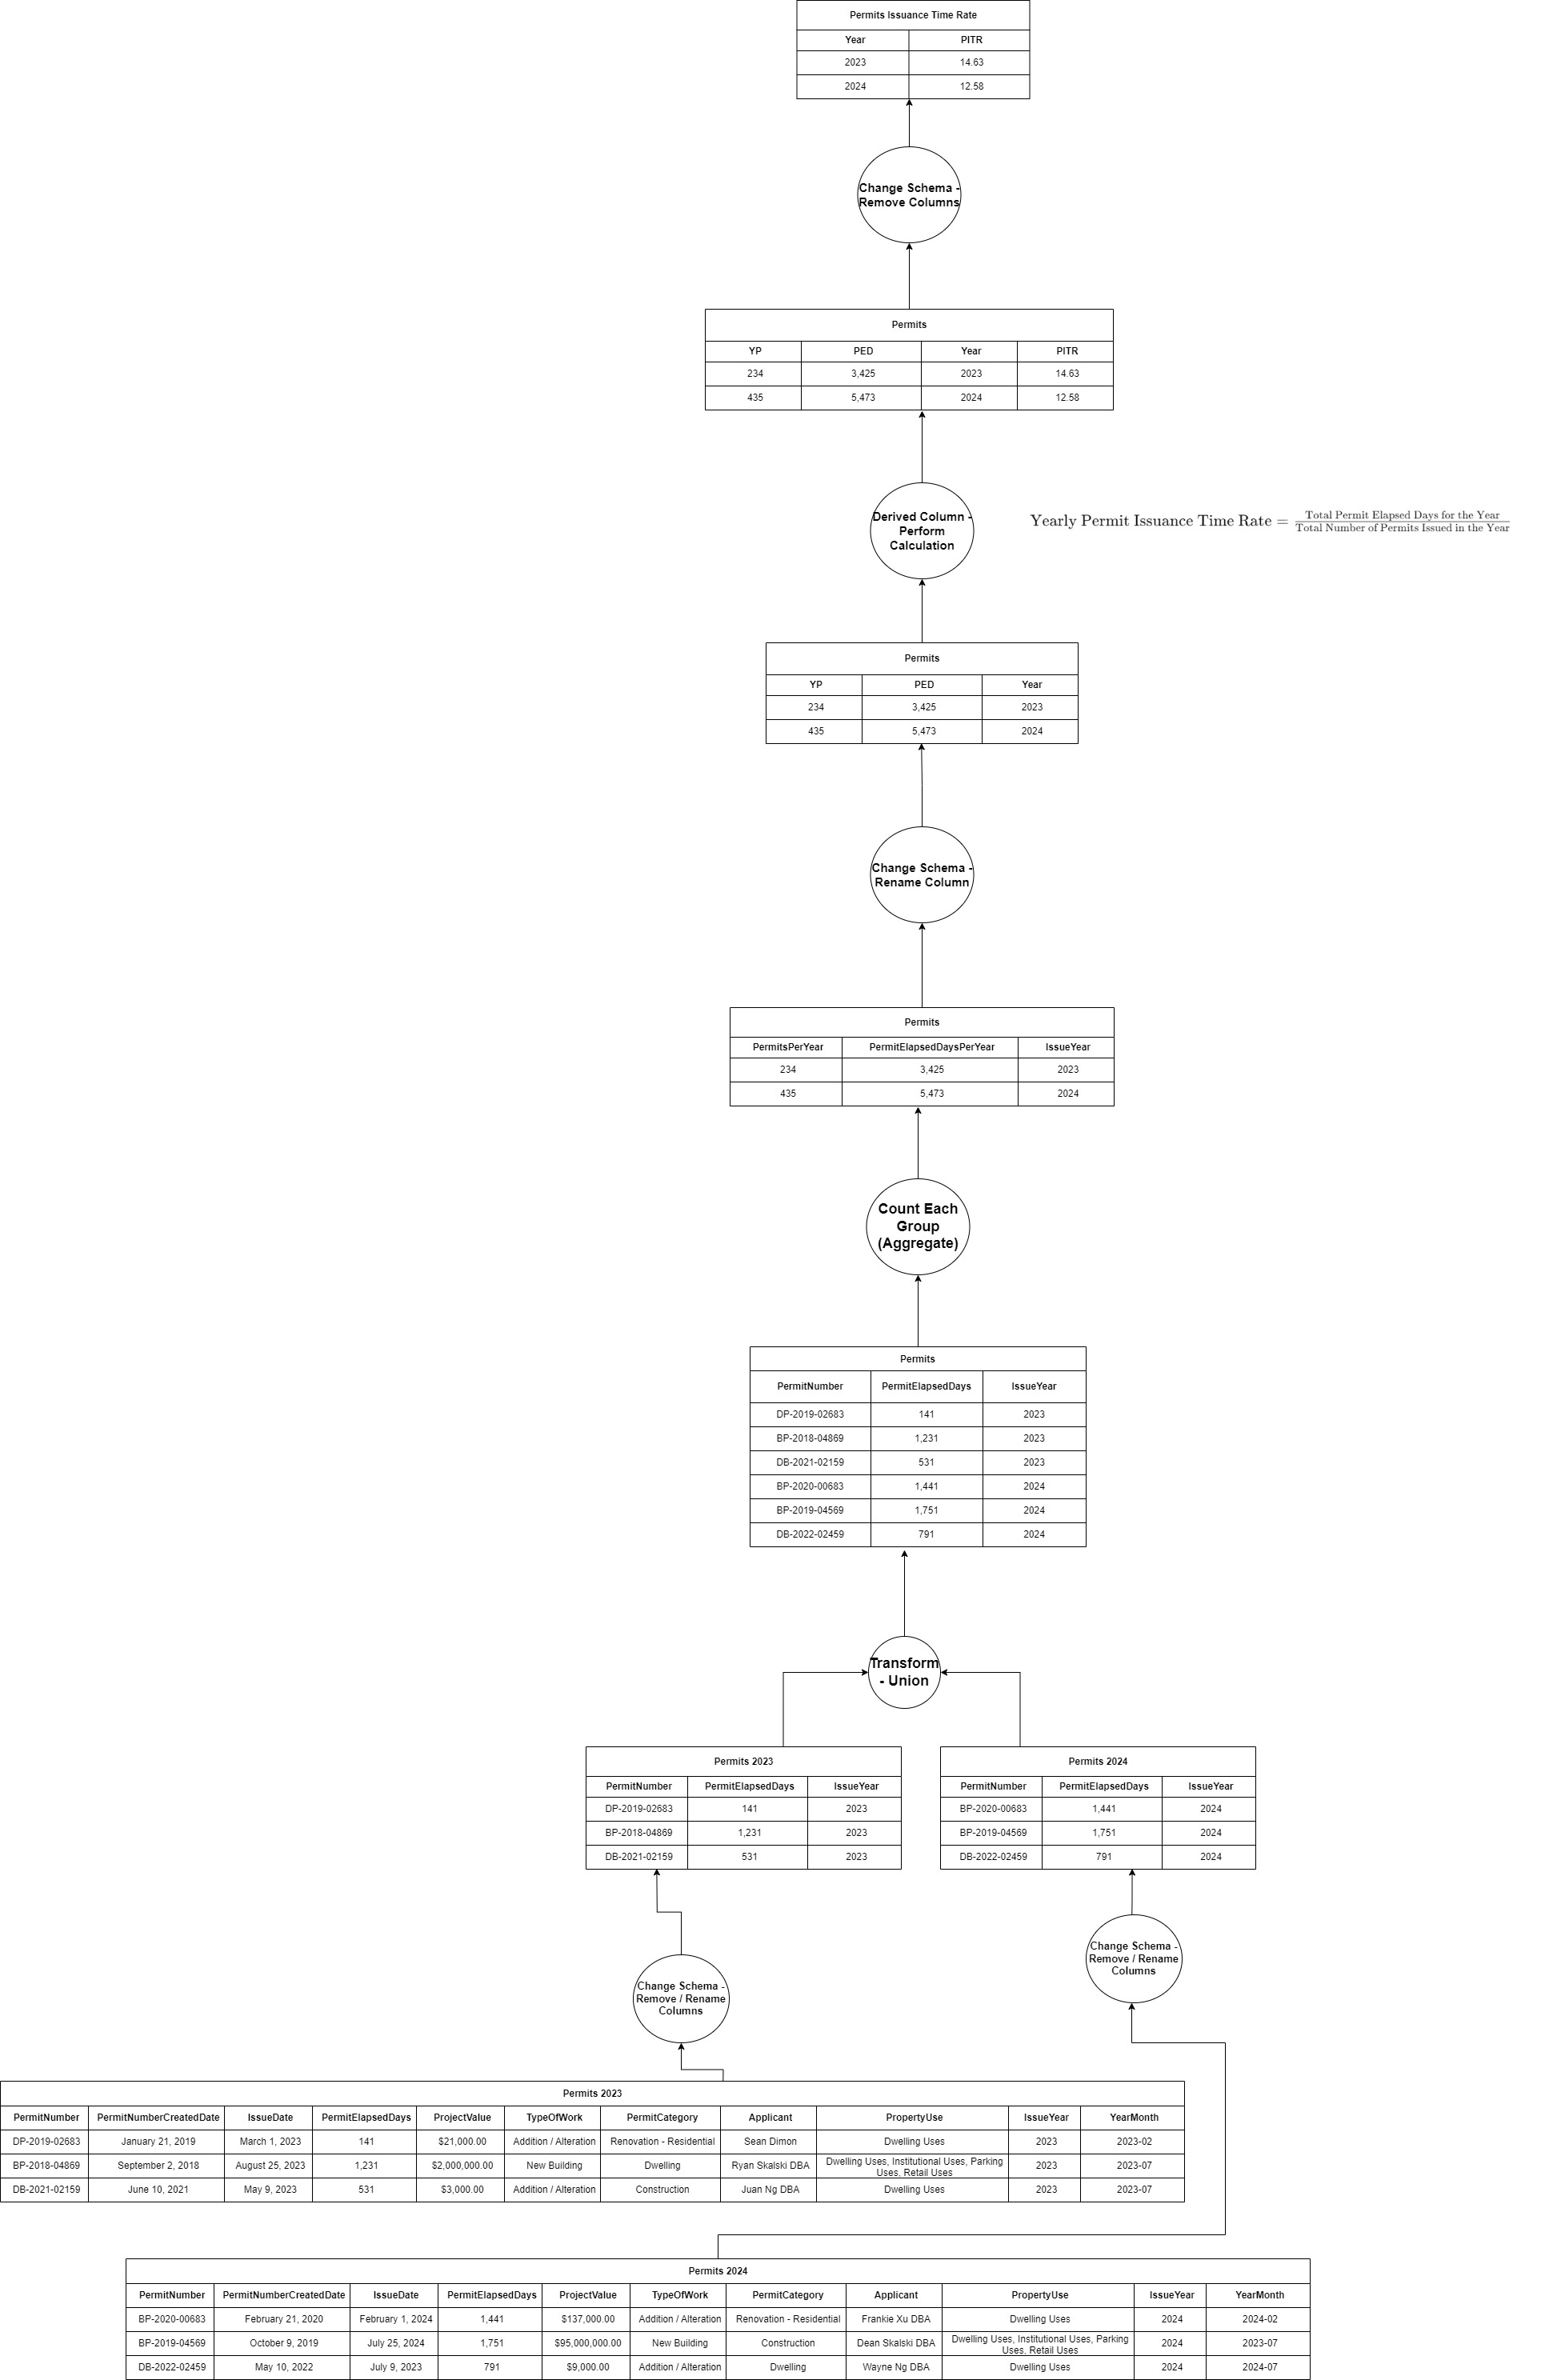 Permits Issuance Time Rate
Year PITR
2023 14.63
2024 12.58
Change Schema -
Remove Columns
Permits
YP PED Year PITR
234 3,425 2023 14.63
435 5,473 2024 12.58
Derived Column -
Perform
Calculation
Yearly Permit Issuance Time Rate = Total Permit Elapsed Days for the Year
Total Number of Permits Issued in the Year
Permits
YP PED Year
234 3,425 2023
435 5,473 2024
Change Schema -
Rename Column
Permits
PermitsPerYear PermitElapsedDaysPerYear IssueYear
234 3,425 2023
435 5,473 2024
Count Each
Group
(Aggregate)
Permits
PermitNumber PermitElapsedDays IssueYear
DP-2019-02683 141 2023
BP-2018-04869 1,231 2023
DB-2021-02159 531 2023
BP-2020-00683 1,441 2024
BP-2019-04569 1,751 2024
DB-2022-02459 791 2024
Transform
- Union
Permits 2023
PermitNumber PermitElapsedDays IssueYear
DP-2019-02683 141 2023
BP-2018-04869 1,231 2023
DB-2021-02159 531 2023
Permits 2024
PermitNumber PermitElapsedDays IssueYear
BP-2020-00683 1,441 2024
BP-2019-04569 1,751 2024
DB-2022-02459 791 2024
Change Schema -
Remove / Rename
Columns
Change Schema -
Remove / Rename
Columns
Permits 2023
PermitNumber PermitNumberCreatedDate IssueDate PermitElapsedDays ProjectValue TypeOfWork PermitCategory Applicant PropertyUse IssueYear YearMonth
DP-2019-02683 January 21, 2019 March 1, 2023 141 $21,000.00 Addition / Alteration Renovation - Residential Sean Dimon Dwelling Uses 2023 2023-02
BP-2018-04869 September 2, 2018 August 25, 2023 1,231 $2,000,000.00 New Building Dwelling Ryan Skalski DBA Dwelling Uses, Institutional Uses, Parking
Uses, Retail Uses 2023 2023-07
DB-2021-02159 June 10, 2021 May 9, 2023 531 $3,000.00 Addition / Alteration Construction Juan Ng DBA Dwelling Uses 2023 2023-07
Permits 2024
PermitNumber PermitNumberCreatedDate IssueDate PermitElapsedDays ProjectValue TypeOfWork PermitCategory Applicant PropertyUse IssueYear YearMonth
BP-2020-00683 February 21, 2020 February 1, 2024 1,441 $137,000.00 Addition / Alteration Renovation - Residential Frankie Xu DBA Dwelling Uses 2024 2024-02
BP-2019-04569 October 9, 2019 July 25, 2024 1,751 $95,000,000.00 New Building Construction Dean Skalski DBA Dwelling Uses, Institutional Uses, Parking
Uses, Retail Uses 2024 2023-07
DB-2022-02459 May 10, 2022 July 9, 2023 791 $9,000.00 Addition / Alteration Dwelling Wayne Ng DBA Dwelling Uses 2024 2024-07